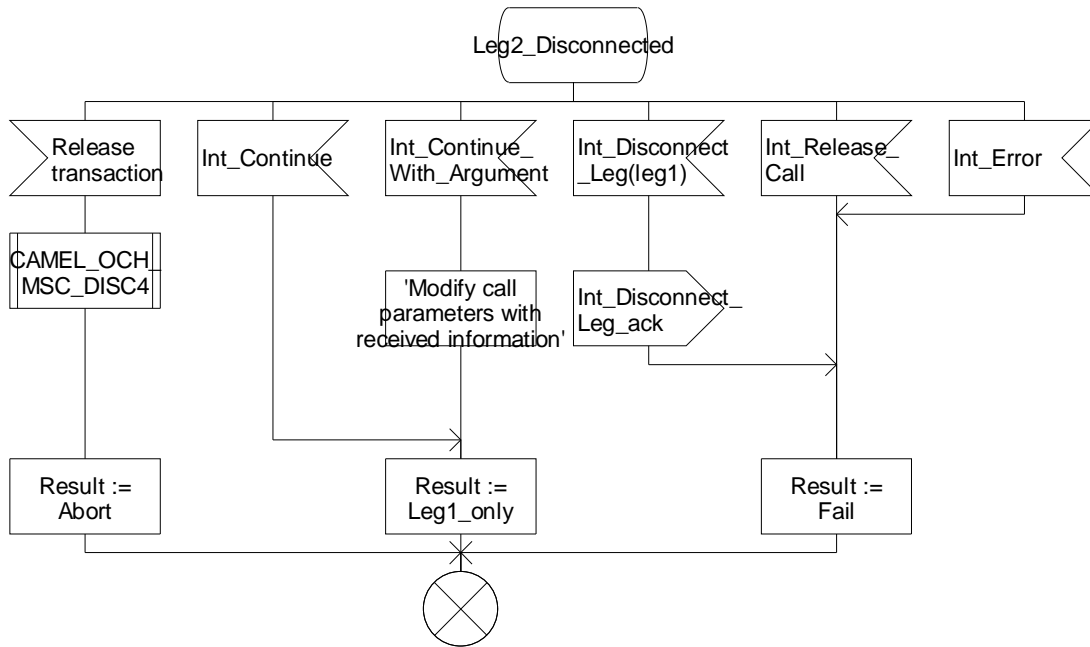 Leg2_Disconnected
Release
transaction
Int_Continue
Int_Continue_
With_Argument
Int_Disconnect
_Leg(leg1)
Int_Release_
Call
Int_Error
CAMEL_OCH_
MSC_DISC4
'Modify call
parameters with
received information'
Int_Disconnect_
Leg_ack
Result :=
Abort
Result :=
Leg1_only
Result :=
Fail